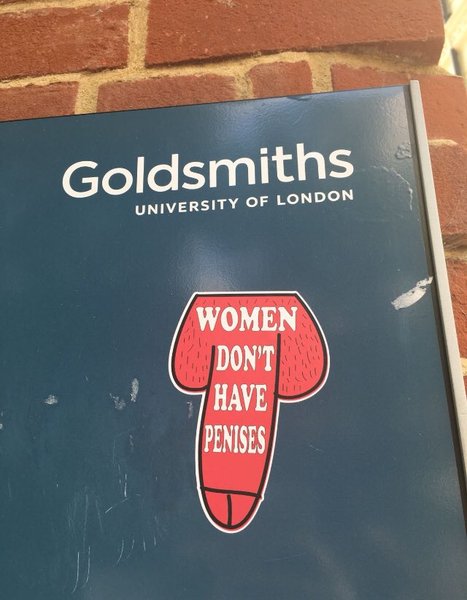 Goldsmiths
UNIVERSITY OF LONDON
WOMEN
DON'T
HAVE
PENISES